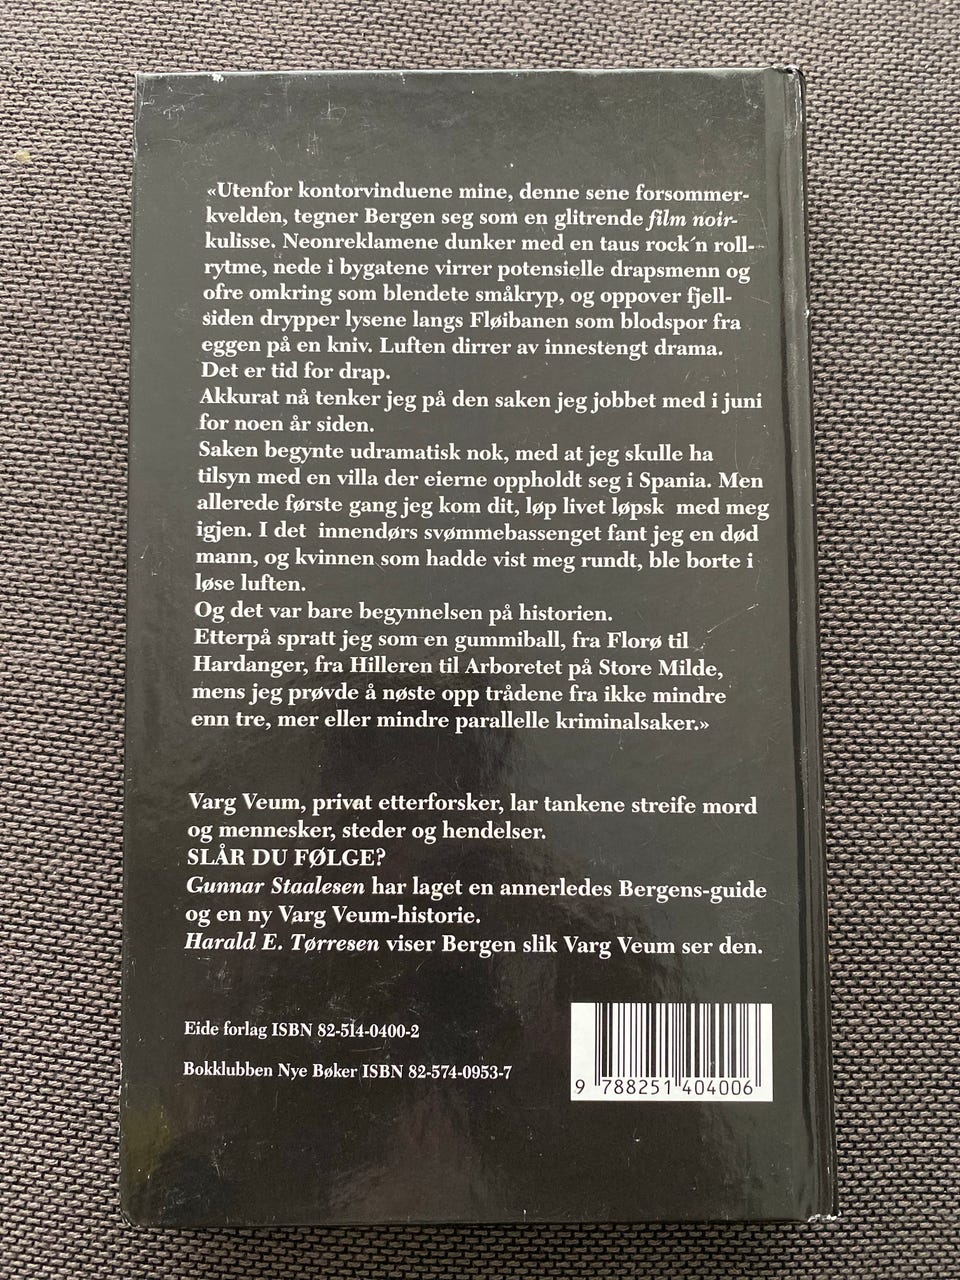 «Utenfor kontorvinduene mine, denne sene forsommer-
kvelden, tegner Bergen seg som en glitrende film noir-
kulisse. Neonreklamene dunker med en taus rock´n roll-
rytme, nede i bygatene virrer potensielle drapsmenn og
ofre omkring som blendete småkryp, og oppover fjell-
siden drypper lysene langs Fløibanen som blodspor fra
eggen på en kniv. Luften dirrer av innestengt drama.
Det er tid for drap.
Akkurat nå tenker jeg på den saken jeg jobbet med i juni
for noen år siden.
Saken begynte udramatisk nok, med at jeg skulle ha
tilsyn med en villa der eierne oppholdt seg i Spania. Men
allerede første gang jeg kom dit, løp livet løpsk med meg
igjen. I det innendørs svømmebassenget fant jeg en død
mann, og kvinnen som hadde vist meg rundt, ble borte i
løse luften.
Og det var bare begynnelsen på historien.
Etterpå spratt jeg som en gummiball, fra Florø til
Hardanger, fra Hilleren til Arboretet på Store Milde,
mens jeg prøvde å nøste opp trådene fra ikke mindre
enn tre, mer eller mindre parallelle kriminalsaker.»
Varg Veum, privat etterforsker, lar tankene streife mord
og mennesker, steder og hendelser.
SLÅR DU FØLGE?
Gunnar Staalesen har laget en annerledes Bergens-guide
og en ny Varg Veum-historie.
Harald E. Tørresen viser Bergen slik Varg Veum ser den.
Eide forlag ISBN 82-514-0400-2
Bokklubben Nye Bøker ISBN 82-574-0953-7
9 788251 404006